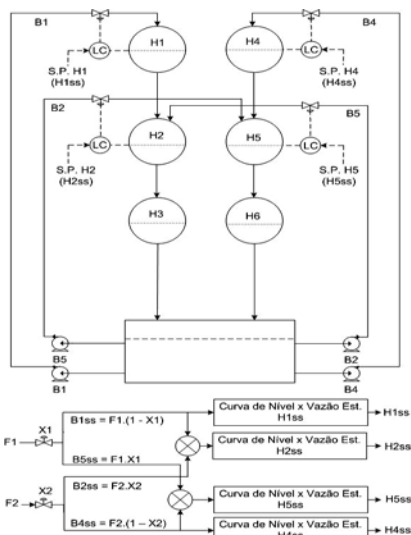 B1
B4
LC
H1
H4
LC
S.P. H1
(H1ss)
S.P. H4
(H4ss)
B2
B5
LC
H2
H5
LC
S.P. H2
(H2ss)
S.P. H5
(H5ss)
H3
H6
B5
B2
B1
B4
F1
X1
B1ss = F1.(1 - X1)
B5ss = F1.X1
Curva de Nível x Vazão Est.
H1ss
H1ss
Curva de Nível x Vazão Est.
H2ss
H2ss
F2
X2
B2ss = F2.X2
B4ss = F2.(1 – X2)
Curva de Nível x Vazão Est.
H5ss
H5ss
Curva de Nível x Vazão Est.
H4ss
H4ss